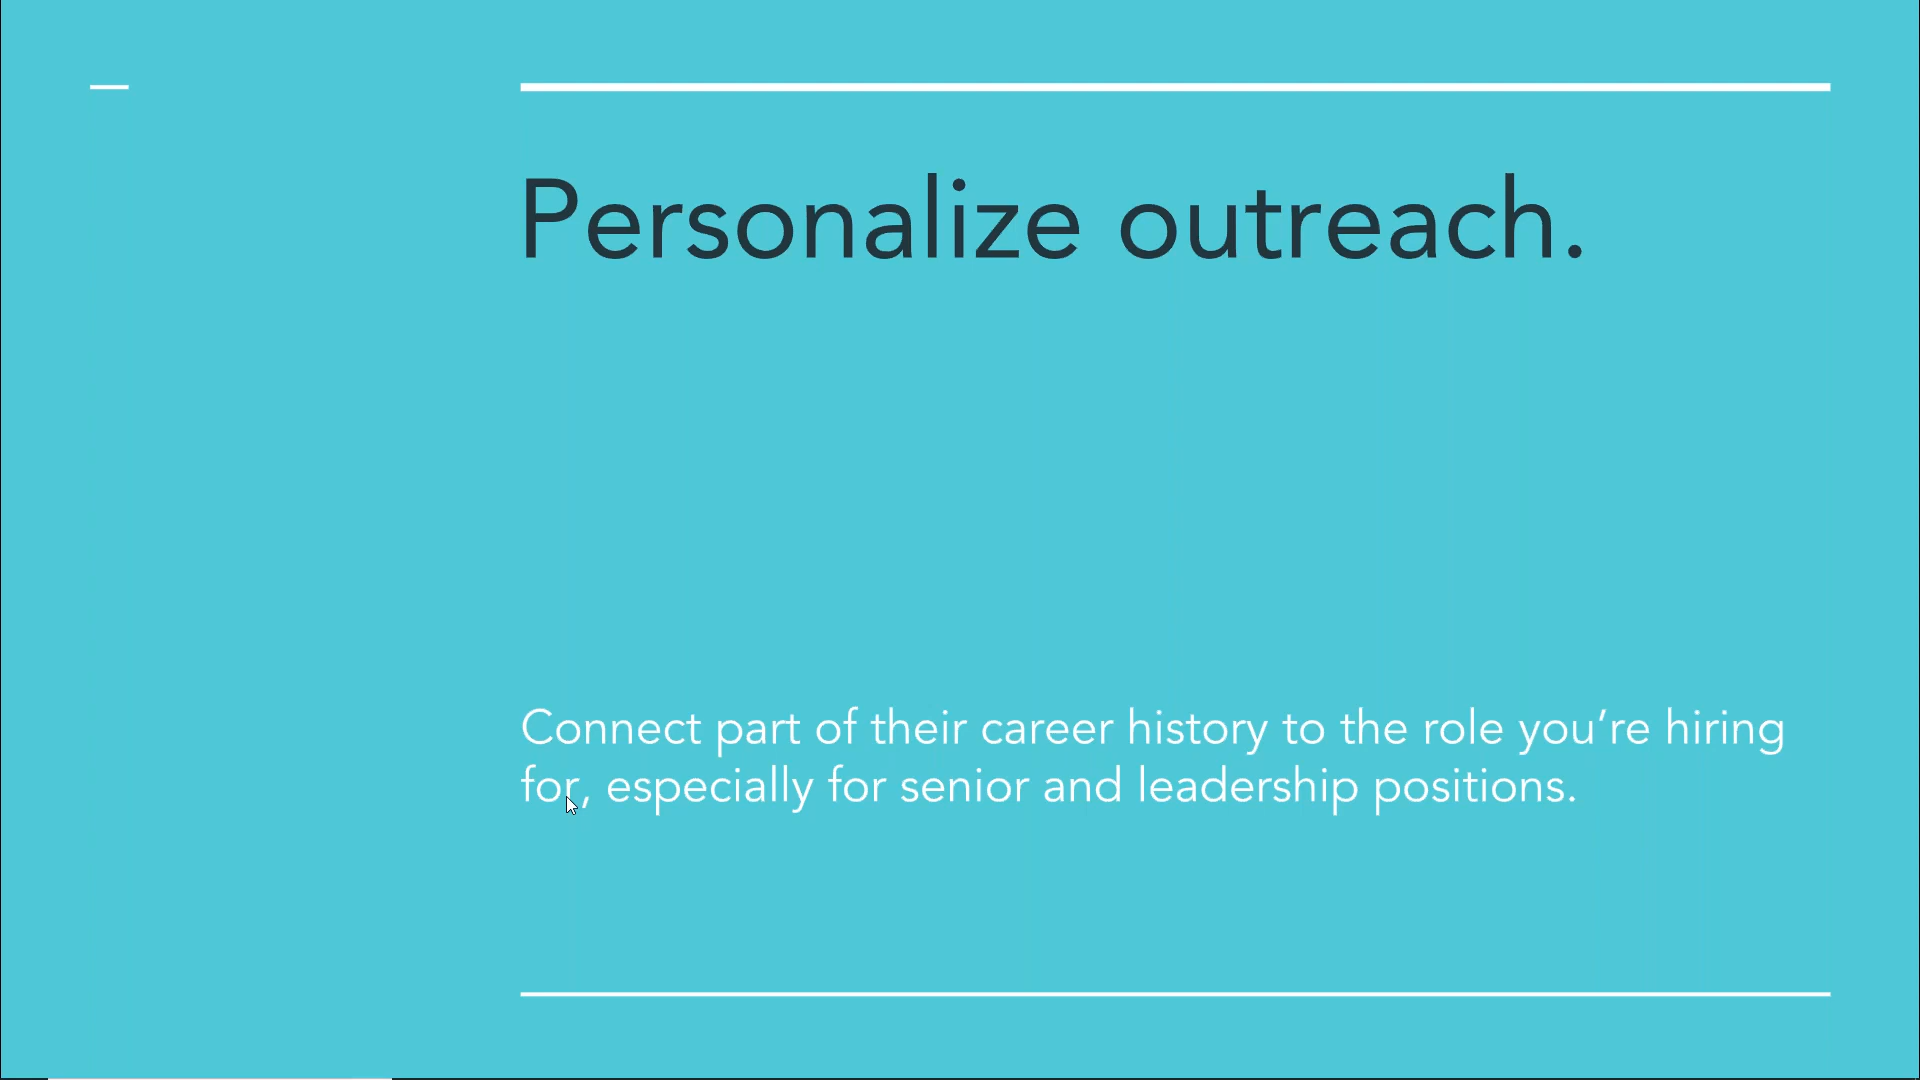 Personalize outreach.
Connect part of their career history to the role you’re hiring
for, especially for senior and leadership positions.